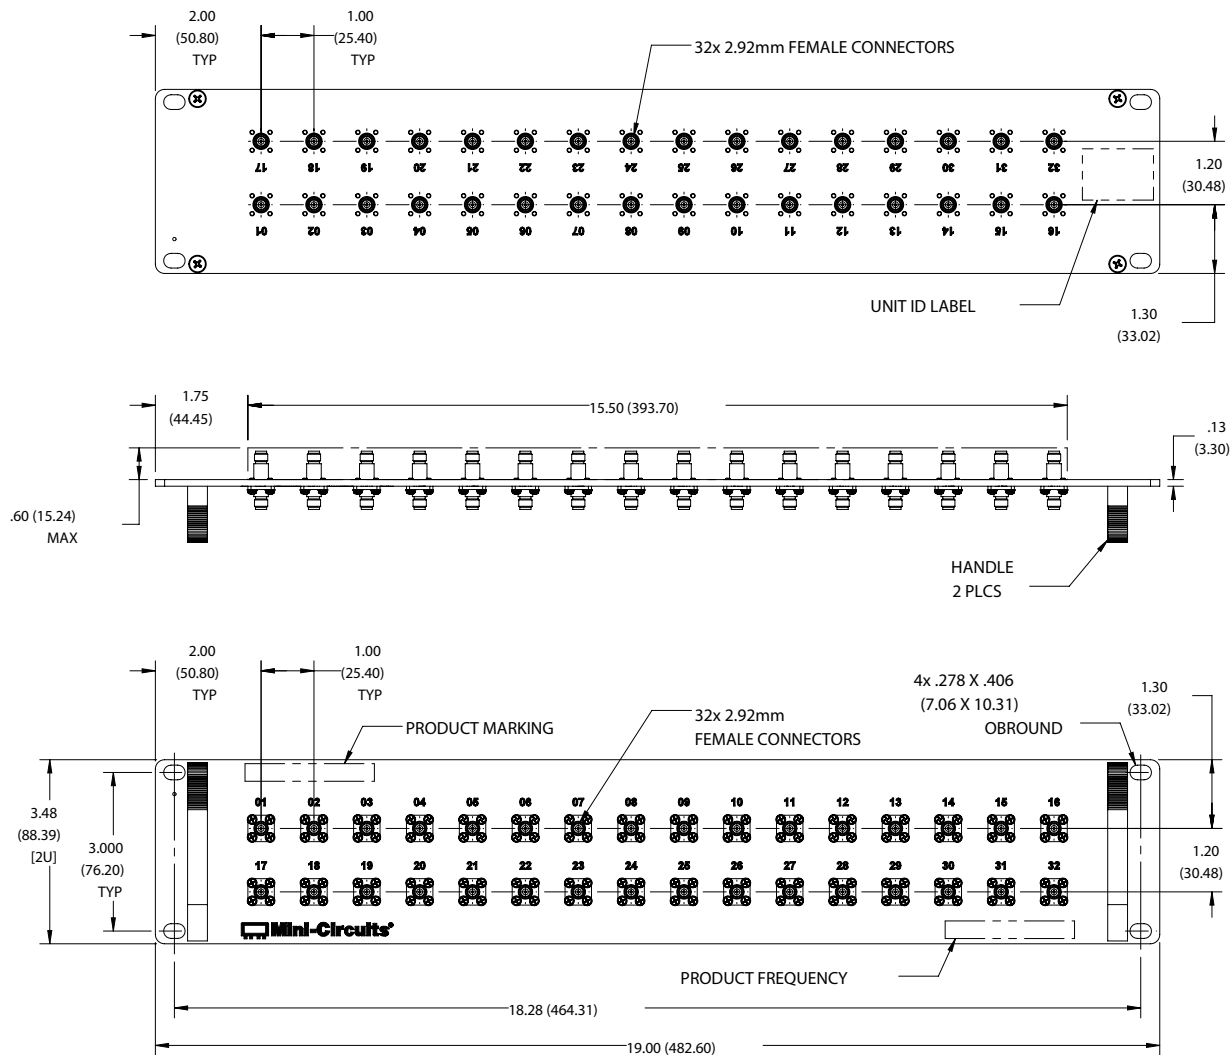 2.00
(50.80)
TYP
1.00
(25.40)
TYP
32x 2.92mm FEMALE CONNECTORS
17 18 19 20 21 22 23 24 25 26 27 28 29 30 31 32
1.20
(30.48)
01 02 03 04 05 06 07 08 09 10 11 12 13 14 15 16
UNIT ID LABEL
1.30
(33.02)
1.75
(44.45)
15.50 (393.70)
.13
(3.30)
.60 (15.24)
MAX
HANDLE
2 PLCS
2.00
(50.80)
TYP
1.00
(25.40)
TYP
PRODUCT MARKING
32x 2.92mm
FEMALE CONNECTORS
4x .278 X .406
(7.06 X 10.31)
OBROUND
1.30
(33.02)
01 02 03 04 05 06 07 08 09 10 11 12 13 14 15 16
3.48
(88.39)
[2U]
3.000
(76.20)
TYP
17 18 19 20 21 22 23 24 25 26 27 28 29 30 31 32
1.20
(30.48)
Mini-Circuits®
PRODUCT FREQUENCY
18.28 (464.31)
19.00 (482.60)